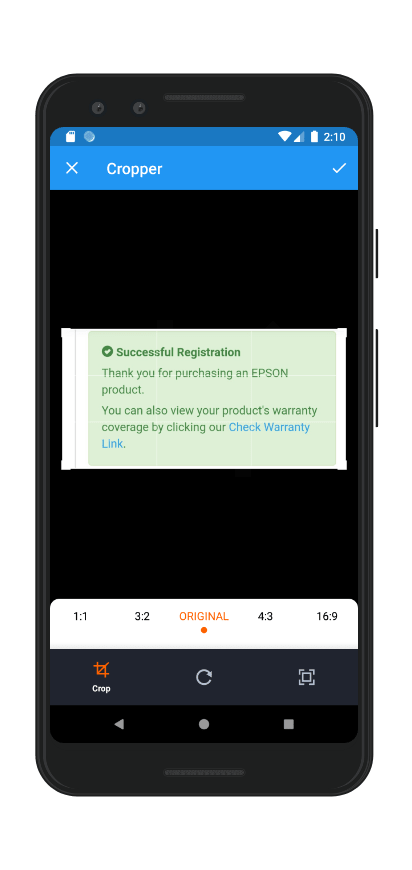 2:10
Cropper
Successful Registration
Thank you for purchasing an EPSON
product.
You can also view your product's warranty
coverage by clicking our Check Warranty
Link.
1:1 3:2 ORIGINAL 4:3 16:9
Crop